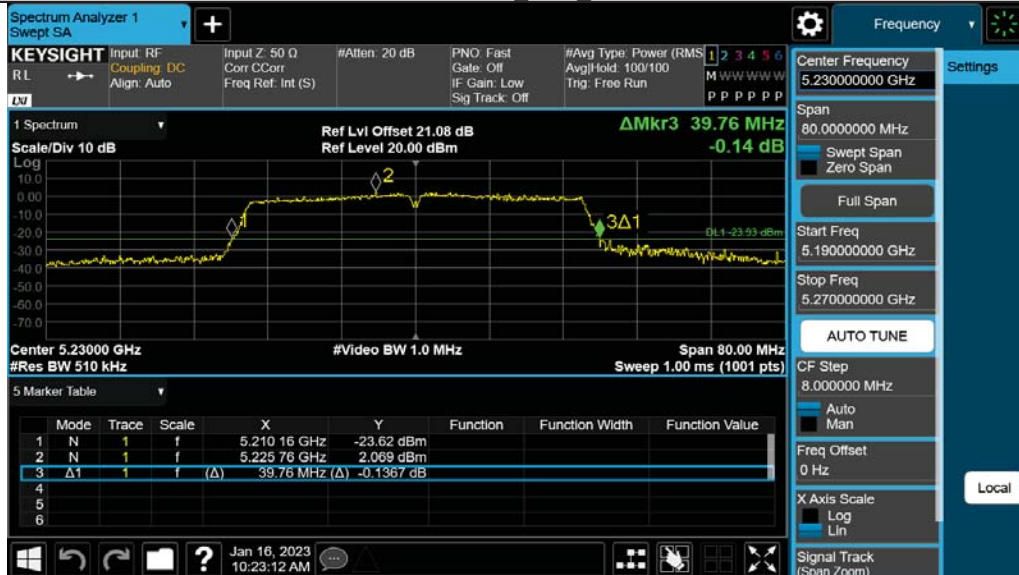 Spectrum Analyzer 1
Swept SA
Frequency
KEYSIGHT
RL
LXI
Input: RF
Coupling: DC
Align: Auto
Input Z: 50 Ω
Corr CCorr
Freq Ref: Int (S)
#Atten: 20 dB
PNO: Fast
Gate: Off
IF Gain: Low
Sig Track: Off
#Avg Type: Power (RMS
Avg|Hold: 100/100
Trig: Free Run
1 2 3 4 5 6
M W W W W W
P P P P P P
Center Frequency
5.230000000 GHz
Settings
Span
80.0000000 MHz
Swept Span
Zero Span
Full Span
Start Freq
5.190000000 GHz
Stop Freq
5.270000000 GHz
AUTO TUNE
CF Step
8.000000 MHz
Auto
Man
Freq Offset
0 Hz
X Axis Scale
Log
Lin
Local
Signal Track
(Span Zoom)
1 Spectrum
Scale/Div 10 dB
Ref Lvl Offset 21.08 dB
Ref Level 20.00 dBm
ΔMkr3 39.76 MHz
-0.14 dB
Log
10.0
0.00
-10.0
-20.0
-30.0
-40.0
-50.0
-60.0
-70.0
1
2
3Δ1
DL1 -23.93 dBm
Center 5.23000 GHz
#Video BW 1.0 MHz
Span 80.00 MHz
#Res BW 510 kHz
Sweep 1.00 ms (1001 pts)
5 Marker Table
Mode Trace Scale X Y Function Function Width Function Value
1 N 1 f 5.210 16 GHz -23.62 dBm
2 N 1 f 5.225 76 GHz 2.069 dBm
3 Δ1 1 f (Δ) 39.76 MHz (Δ) -0.1367 dB
4
5
6
?
Jan 16, 2023
10:23:12 AM